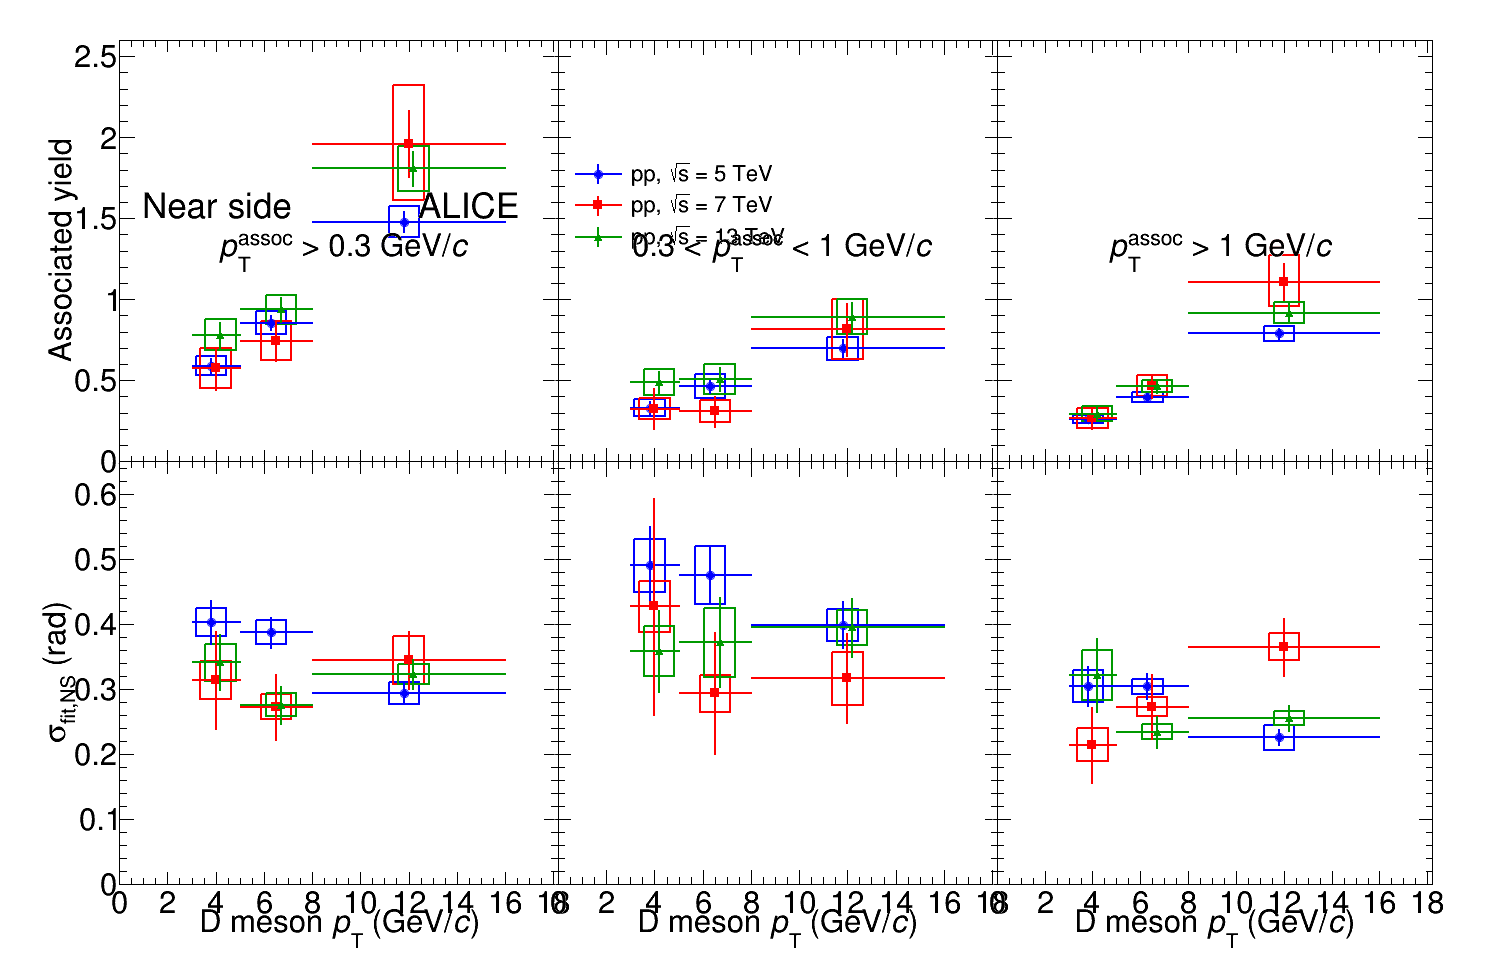 Associated yield
2.5
2
1.5
1
0.5
0
Near side
ALICE
p_T^assoc > 0.3 GeV/c
pp, √s = 5 TeV
pp, √s = 7 TeV
pp, √s = 13 TeV
0.3 < p_T^assoc < 1 GeV/c
p_T^assoc > 1 GeV/c
σ_fit,NS (rad)
0.6
0.5
0.4
0.3
0.2
0.1
0
0 2 4 6 8 10 12 14 16 18
0 2 4 6 8 10 12 14 16 18
0 2 4 6 8 10 12 14 16 18
D meson p_T (GeV/c)
D meson p_T (GeV/c)
D meson p_T (GeV/c)